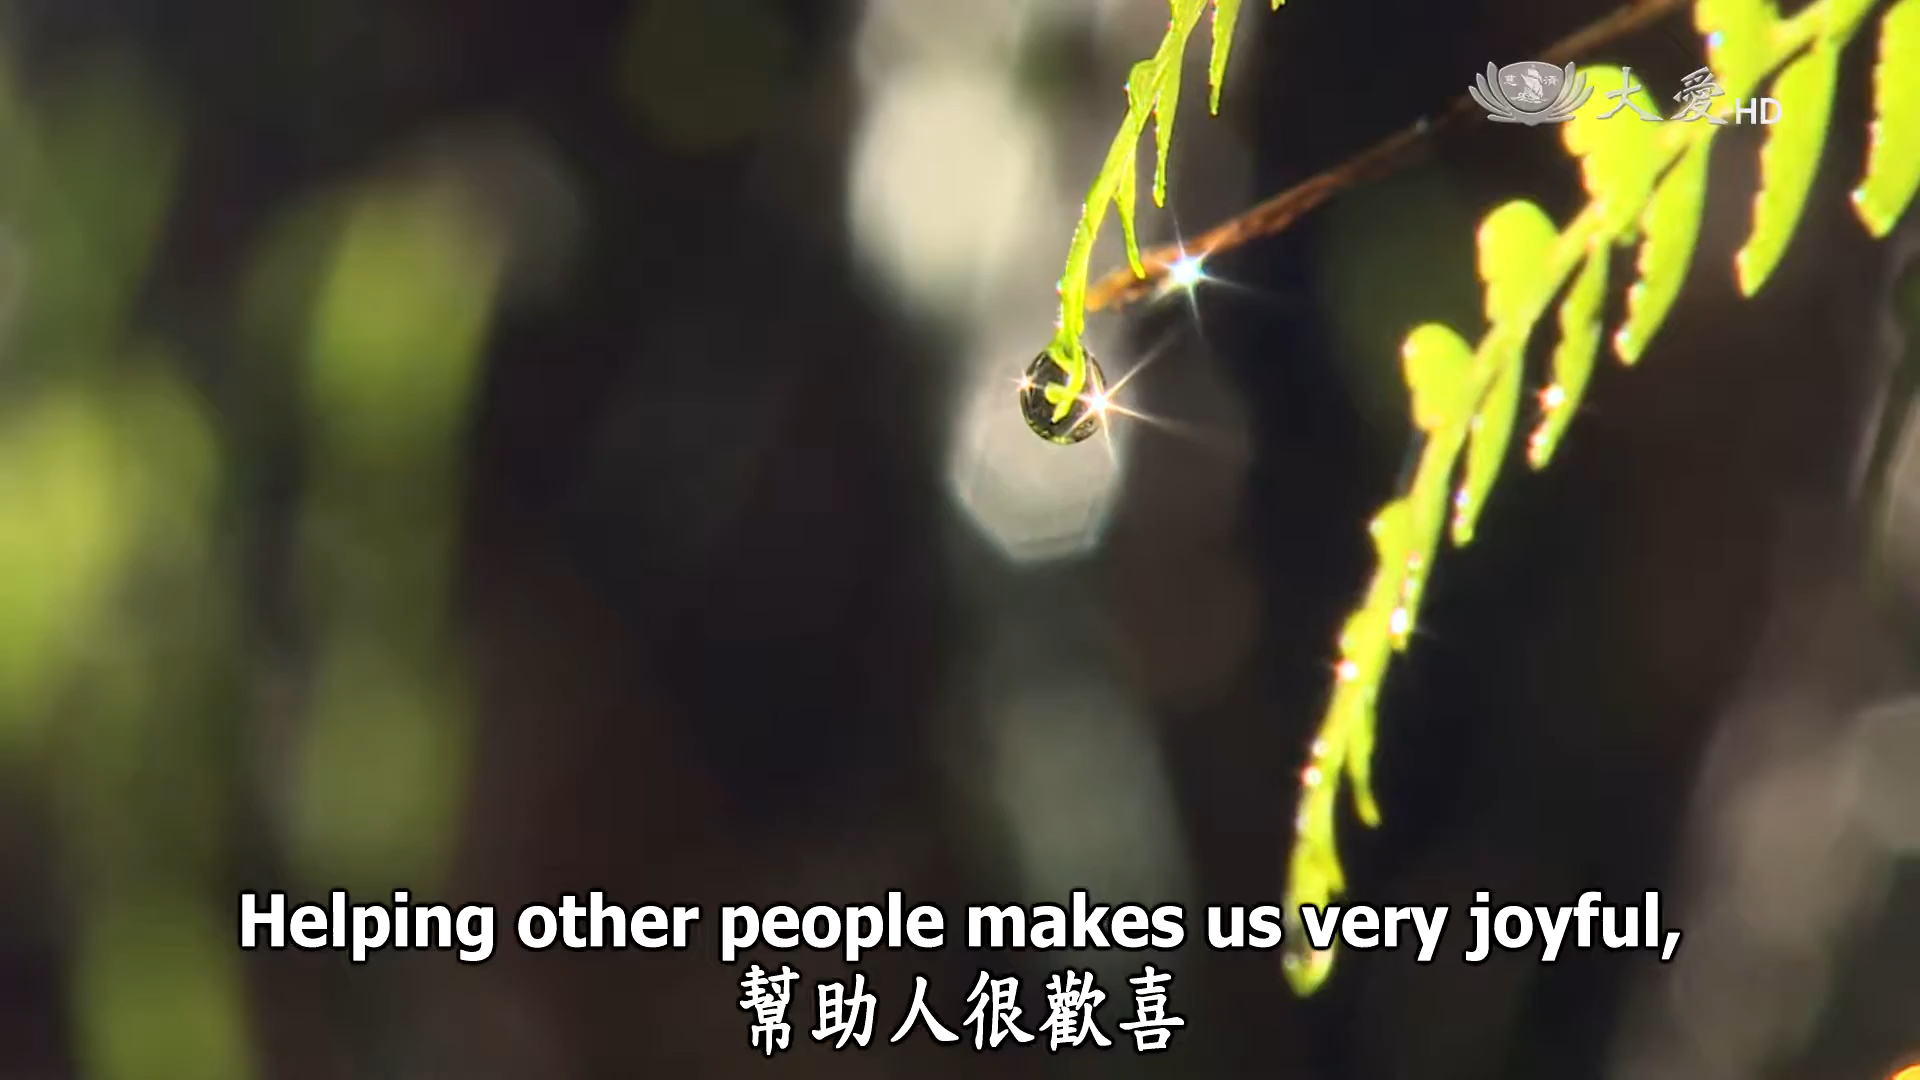 大愛HD
Helping other people makes us very joyful,
幫助人很歡喜